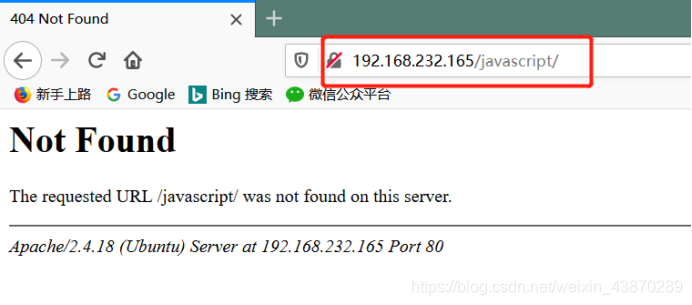 404 Not Found
192.168.232.165/javascript/
新手上路 Google Bing 搜索 微信公众平台
Not Found
The requested URL /javascript/ was not found on this server.
Apache/2.4.18 (Ubuntu) Server at 192.168.232.165 Port 80
https://blog.csdn.net/weixin_43870289